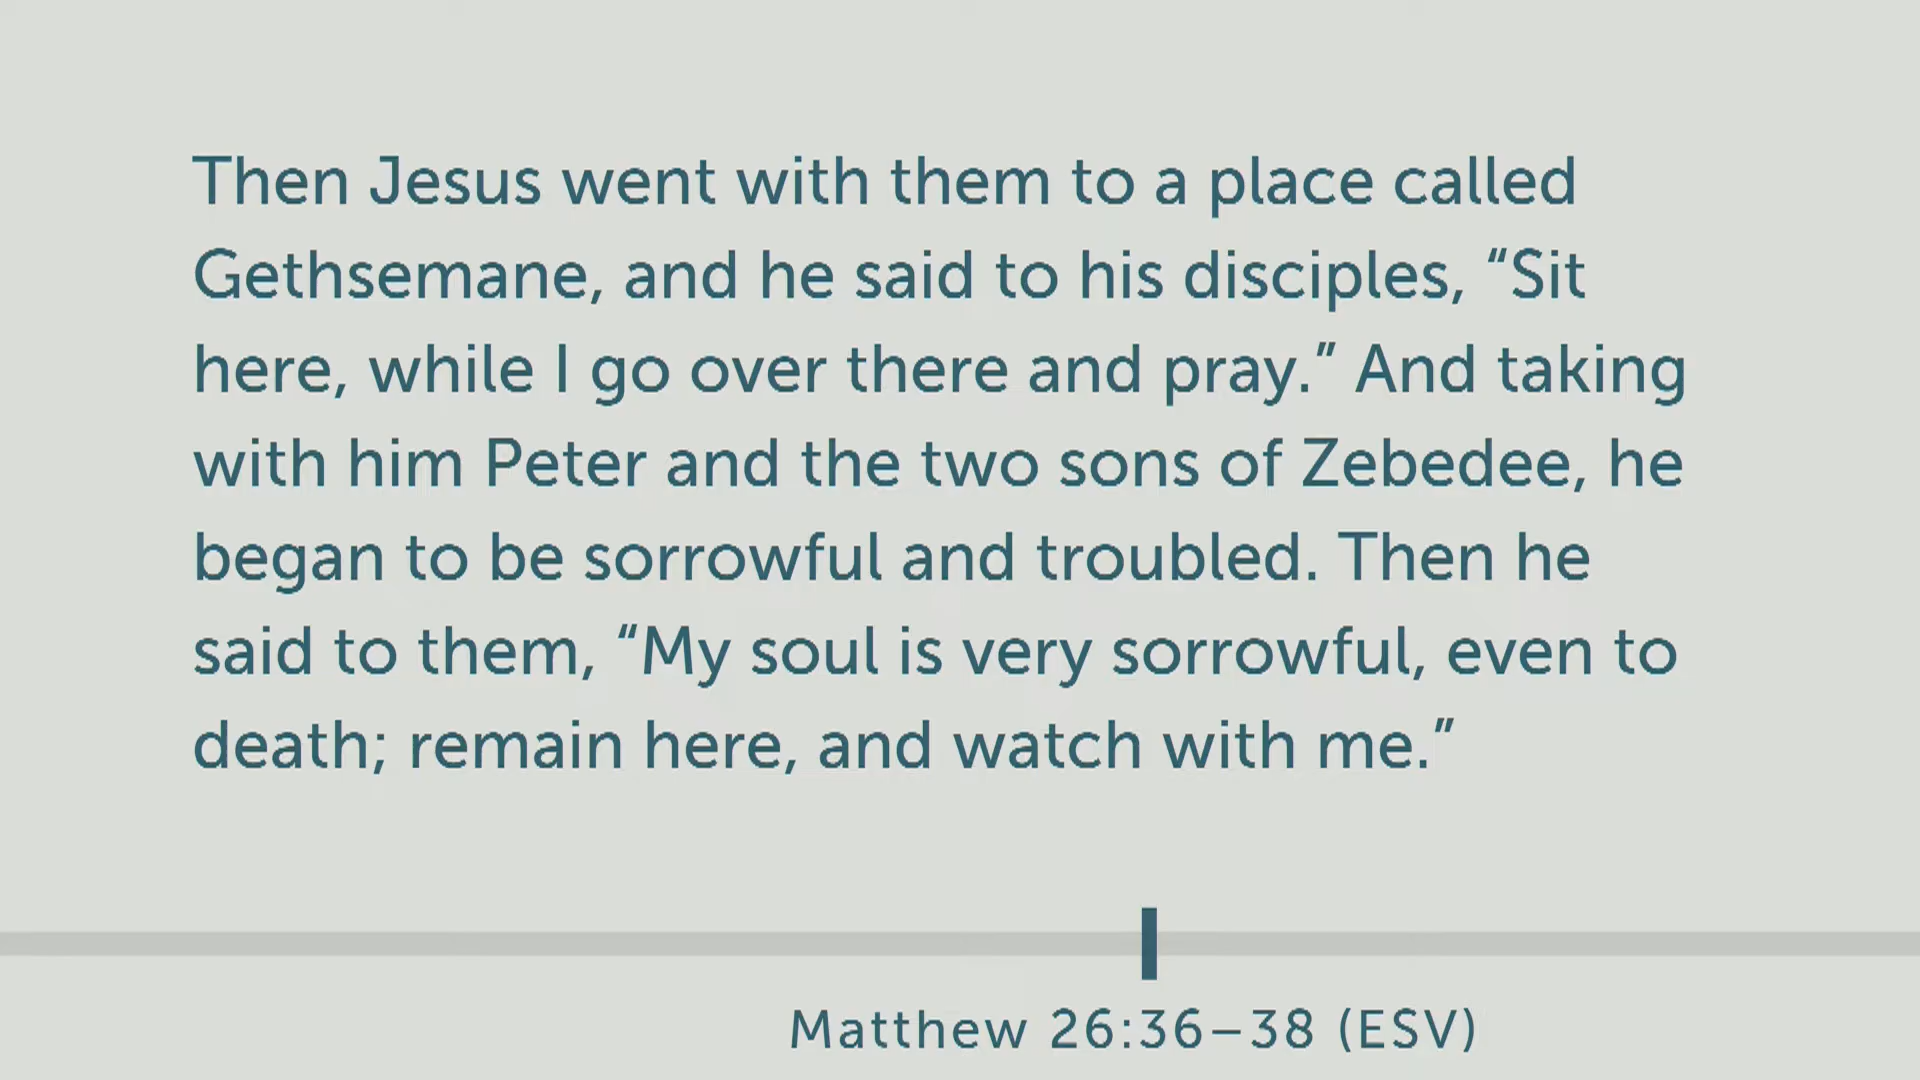 Then Jesus went with them to a place called
Gethsemane, and he said to his disciples, “Sit
here, while I go over there and pray.” And taking
with him Peter and the two sons of Zebedee, he
began to be sorrowful and troubled. Then he
said to them, “My soul is very sorrowful, even to
death; remain here, and watch with me.”
Matthew 26:36–38 (ESV)